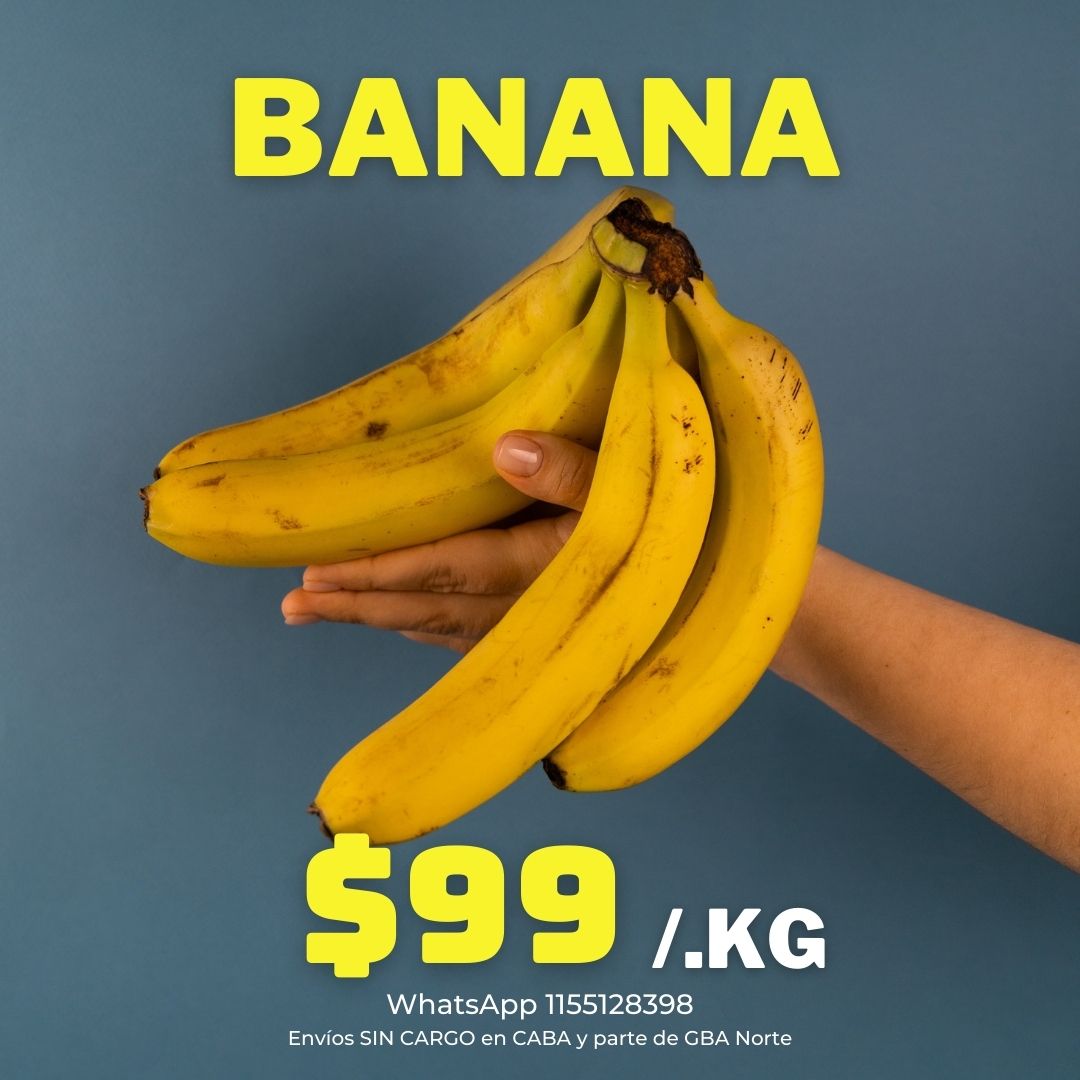 BANANA
$99 /.KG
WhatsApp 1155128398
Envíos SIN CARGO en CABA y parte de GBA Norte